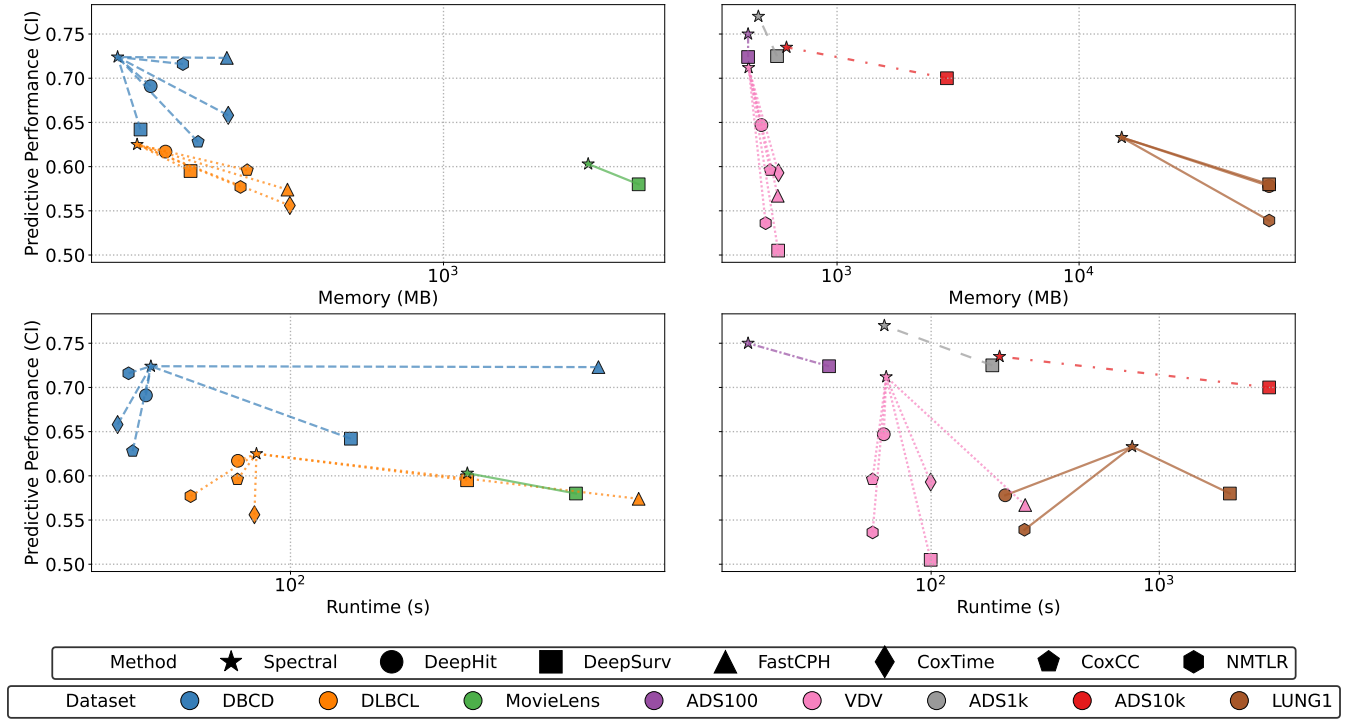 Predictive Performance (CI)
0.75
0.70
0.65
0.60
0.55
0.50
10³
Memory (MB)
10³
10⁴
Memory (MB)
Predictive Performance (CI)
0.75
0.70
0.65
0.60
0.55
0.50
10²
Runtime (s)
10²
10³
Runtime (s)
Method Spectral DeepHit DeepSurv FastCPH CoxTime CoxCC NMTLR
Dataset DBCD DLBCL MovieLens ADS100 VDV ADS1k ADS10k LUNG1